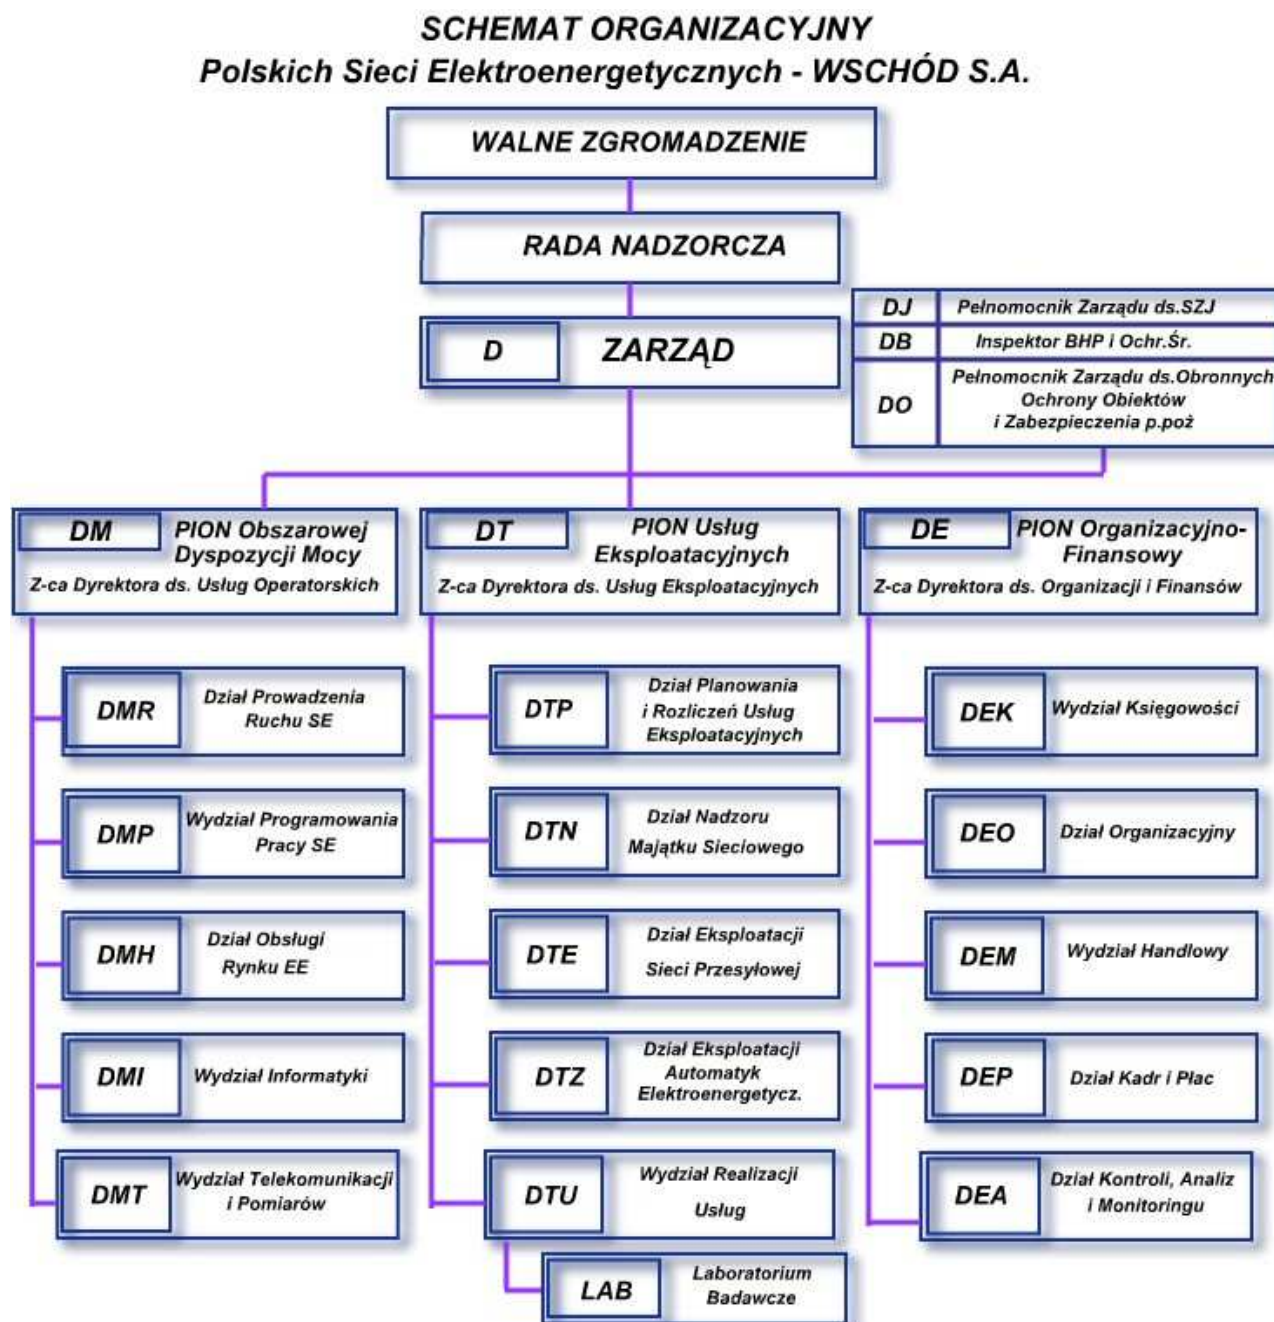 SCHEMAT ORGANIZACYJNY
Polskich Sieci Elektroenergetycznych - WSCHÓD S.A.
WALNE ZGROMADZENIE
RADA NADZORCZA
D
ZARZĄD
DJ
Pełnomocnik Zarządu ds.SZJ
DB
Inspektor BHP i Ochr.Śr.
DO
Pełnomocnik Zarządu ds.Obronnych
Ochrony Obiektów
i Zabezpieczenia p.poż
DM
PION Obszarowej
Dyspozycji Mocy
Z-ca Dyrektora ds. Usług Operatorskich
DMR
Dział Prowadzenia
Ruchu SE
DMP
Wydział Programowania
Pracy SE
DMH
Dział Obsługi
Rynku EE
DMI
Wydział Informatyki
DMT
Wydział Telekomunikacji
i Pomiarów
DT
PION Usług
Eksploatacyjnych
Z-ca Dyrektora ds. Usług Eksploatacyjnych
DTP
Dział Planowania
i Rozliczeń Usług
Eksploatacyjnych
DTN
Dział Nadzoru
Majątku Sieciowego
DTE
Dział Eksploatacji
Sieci Przesyłowej
DTZ
Dział Eksploatacji
Automatyk
Elektroenergetycz.
DTU
Wydział Realizacji
Usług
LAB
Laboratorium
Badawcze
DE
PION Organizacyjno-
Finansowy
Z-ca Dyrektora ds. Organizacji i Finansów
DEK
Wydział Księgowości
DEO
Dział Organizacyjny
DEM
Wydział Handlowy
DEP
Dział Kadr i Płac
DEA
Dział Kontroli, Analiz
i Monitoringu